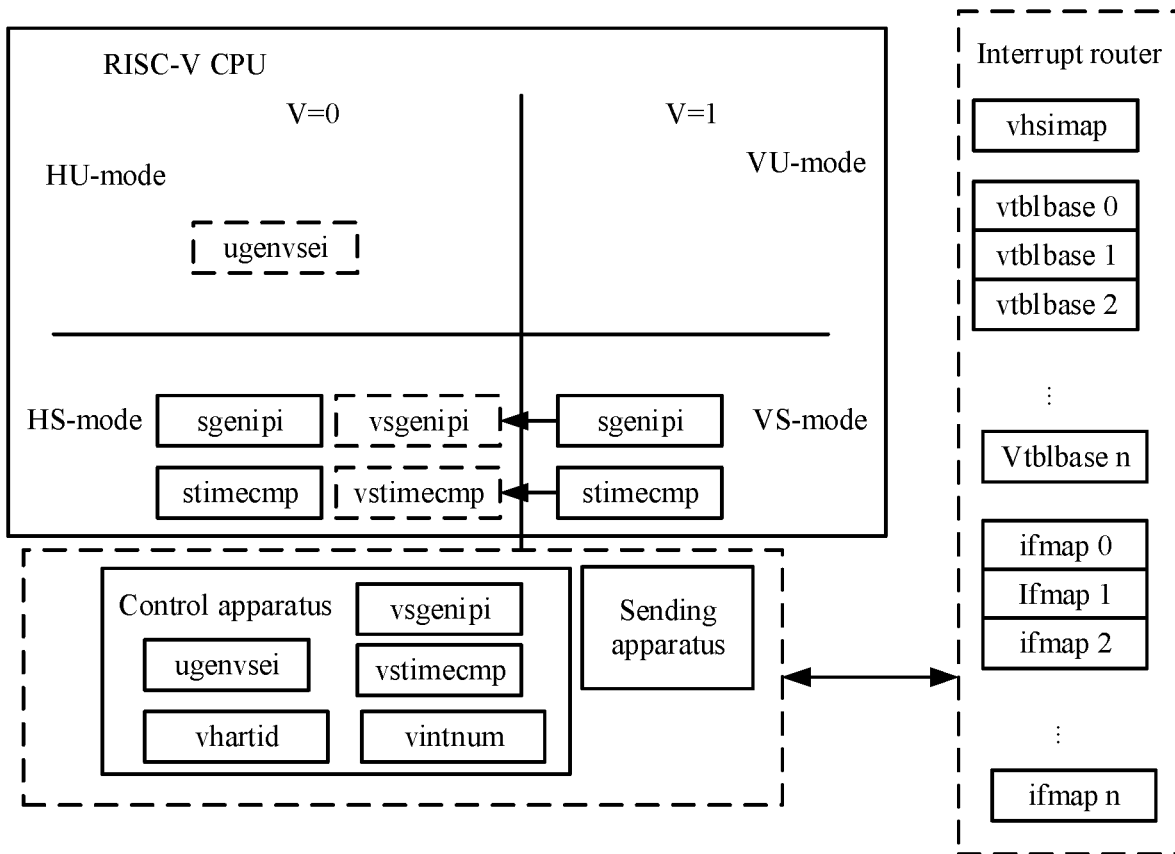 RISC-V CPU
V=0
V=1
HU-mode
VU-mode
ugenvsei
HS-mode
sgenipi
vsgenipi
sgenipi
VS-mode
stimecmp
vstimecmp
stimecmp
Control apparatus
vsgenipi
ugenvsei
vstimecmp
vhartid
vintnum
Sending
apparatus
Interrupt router
vhsimap
vtblbase 0
vtblbase 1
vtblbase 2
⋮
Vtblbase n
ifmap 0
Ifmap 1
ifmap 2
⋮
ifmap n